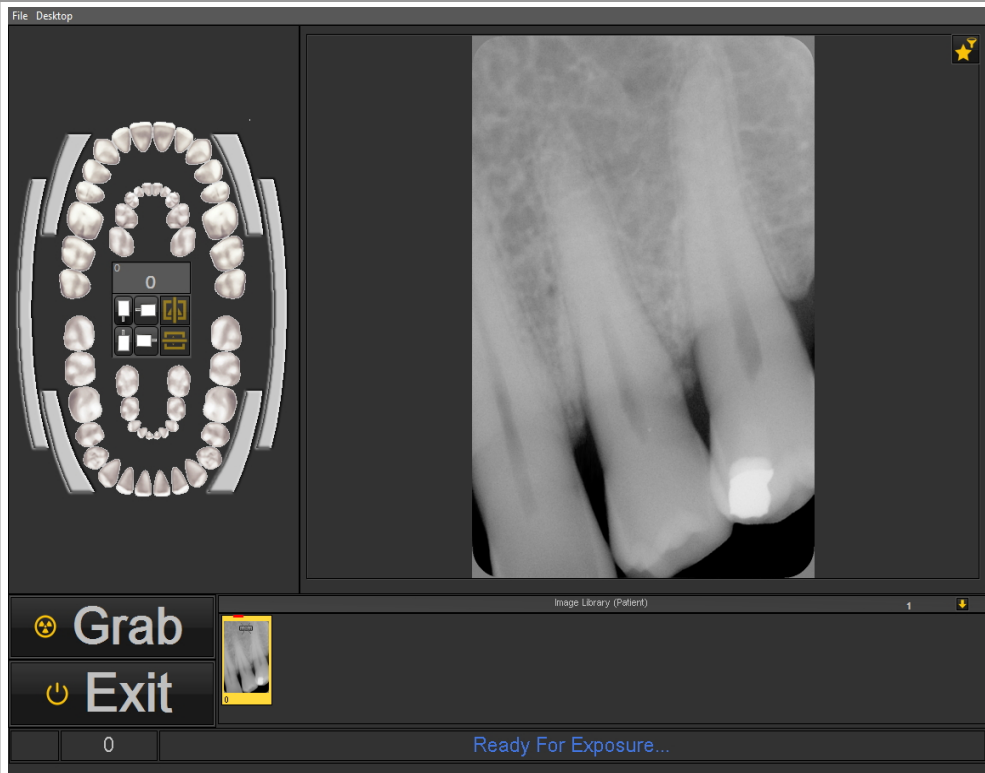 File Desktop
0
0
Image Library (Patient)
1
Grab
Exit
0
0
Ready For Exposure...